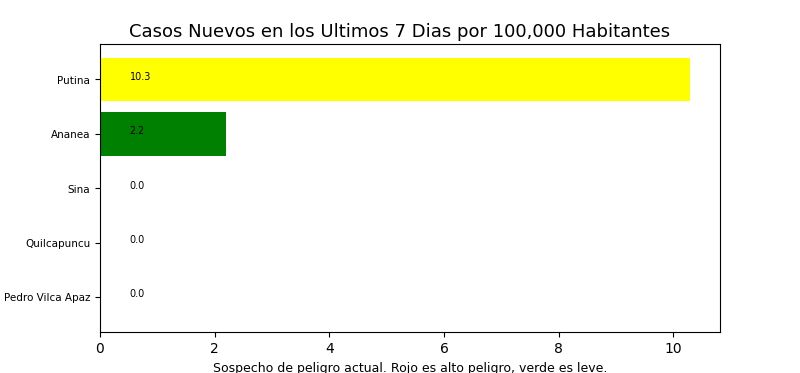 Casos Nuevos en los Ultimos 7 Dias por 100,000 Habitantes
Putina 10.3
Ananea 2.2
Sina 0.0
Quilcapuncu 0.0
Pedro Vilca Apaz 0.0
0 2 4 6 8 10
Sospecho de peligro actual. Rojo es alto peligro, verde es leve.